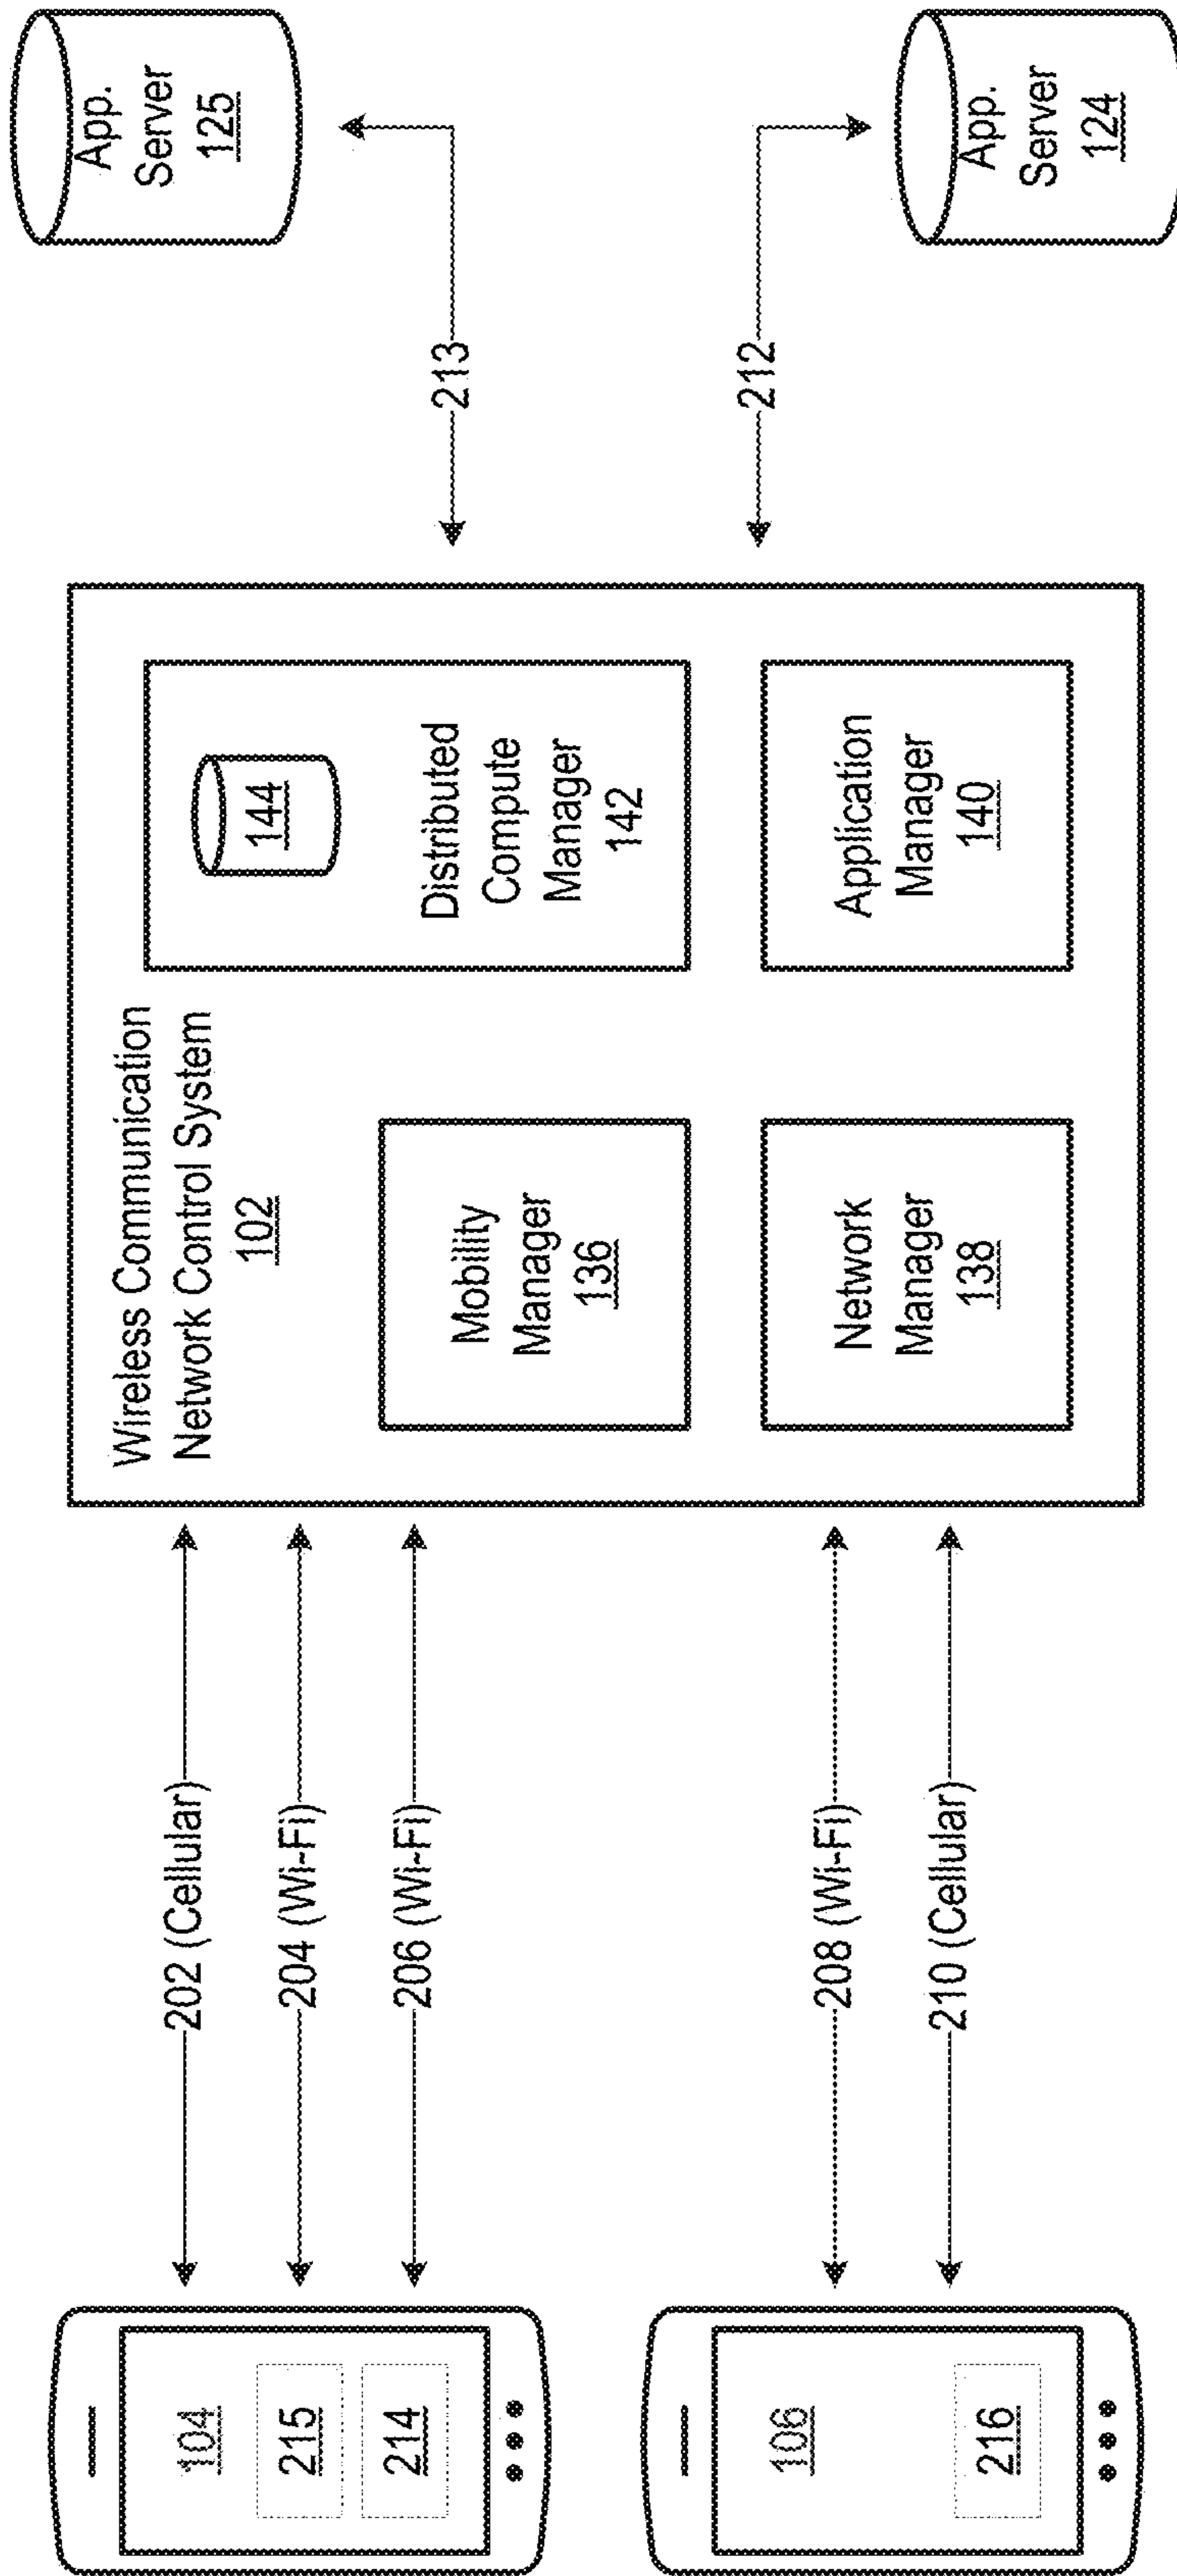 104
215
214
202 (Cellular)
204 (Wi-Fi)
206 (Wi-Fi)
106
216
208 (Wi-Fi)
210 (Cellular)
Wireless Communication
Network Control System
102
144
Distributed
Compute
Manager
142
Mobility
Manager
136
Network
Manager
138
Application
Manager
140
213
212
App.
Server
125
App.
Server
124